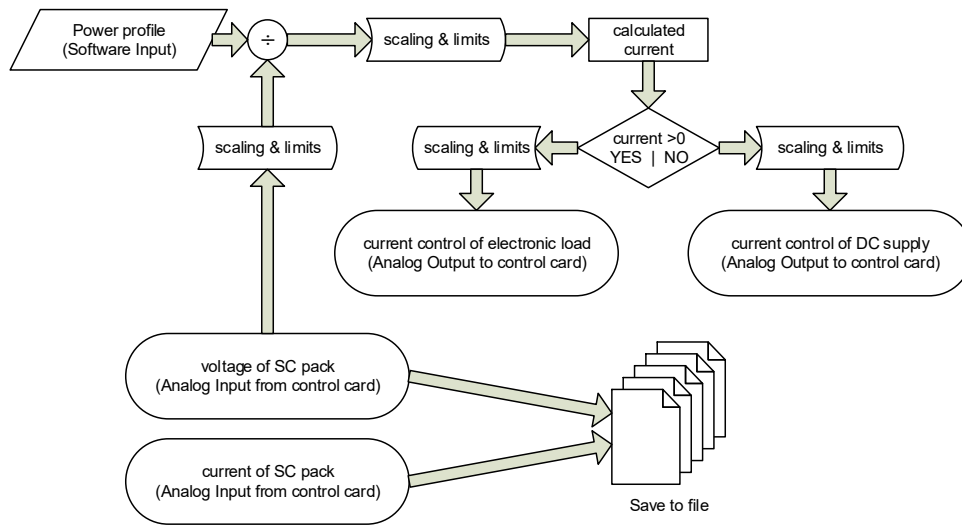 Power profile
(Software Input)
÷
scaling & limits
calculated
current
scaling & limits
scaling & limits
current >0
YES | NO
scaling & limits
current control of electronic load
(Analog Output to control card)
current control of DC supply
(Analog Output to control card)
voltage of SC pack
(Analog Input from control card)
current of SC pack
(Analog Input from control card)
Save to file